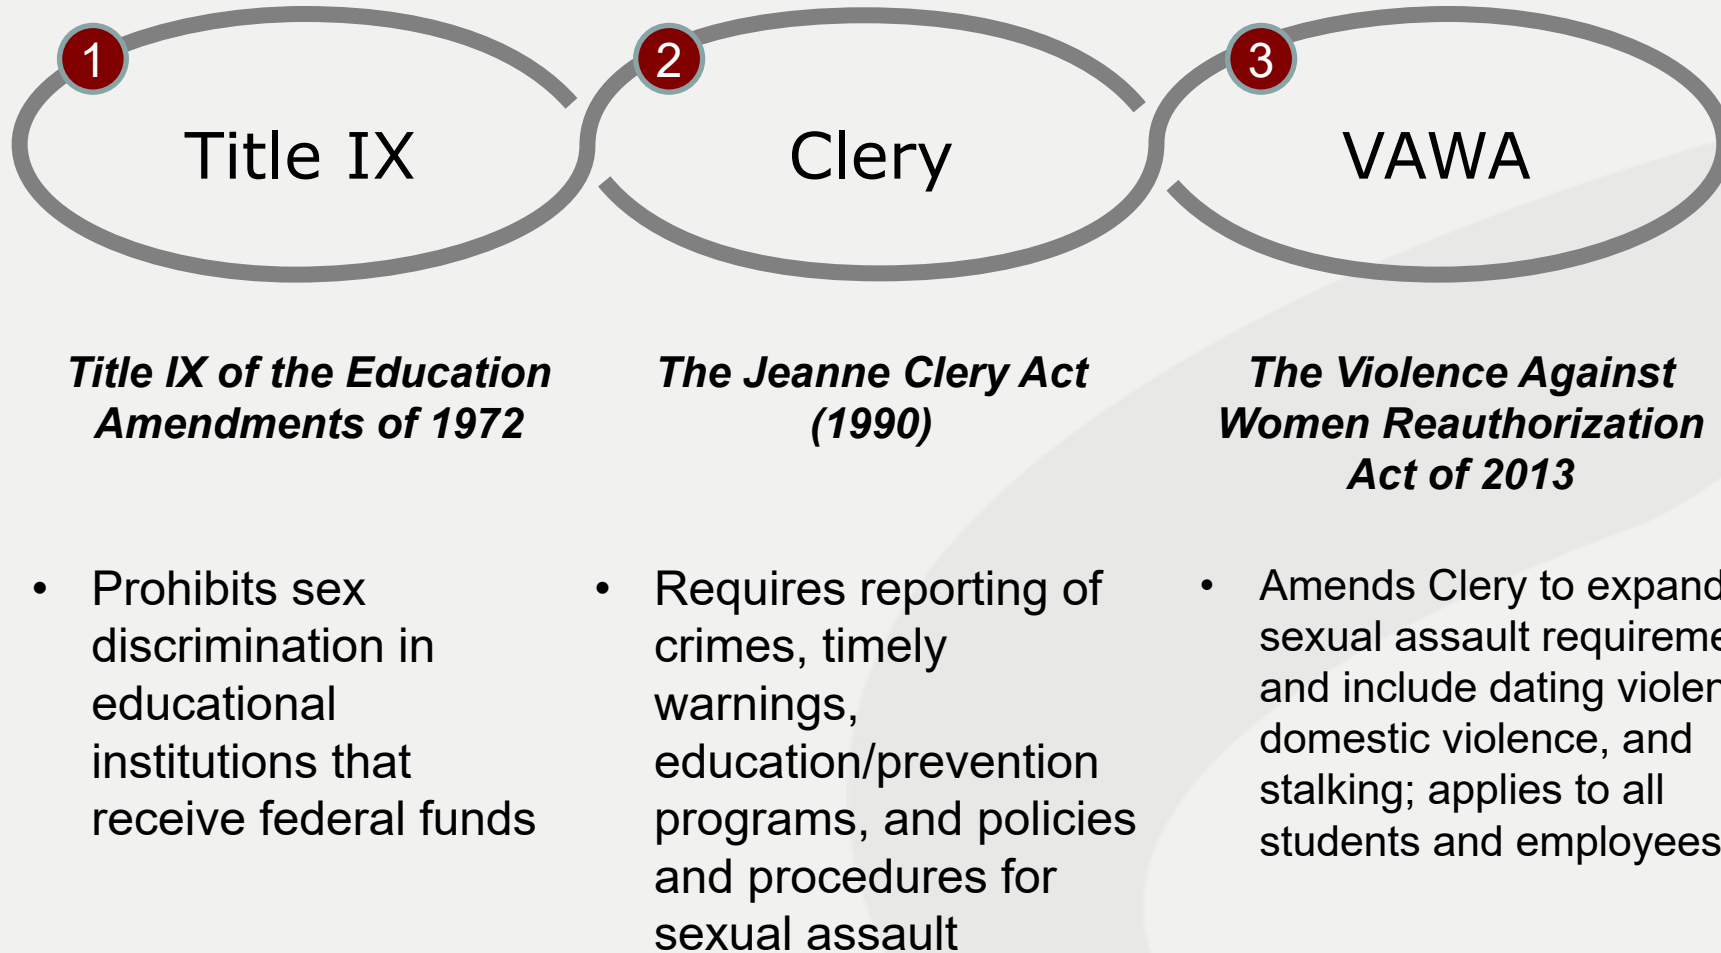 1
Title IX
2
Clery
3
VAWA
Title IX of the Education
Amendments of 1972
The Jeanne Clery Act
(1990)
The Violence Against
Women Reauthorization
Act of 2013
• Prohibits sex
discrimination in
educational
institutions that
receive federal funds
• Requires reporting of
crimes, timely
warnings,
education/prevention
programs, and policies
and procedures for
sexual assault
• Amends Clery to expand
sexual assault
and include dating
domestic violence, and
stalking; applies to all
students and employees